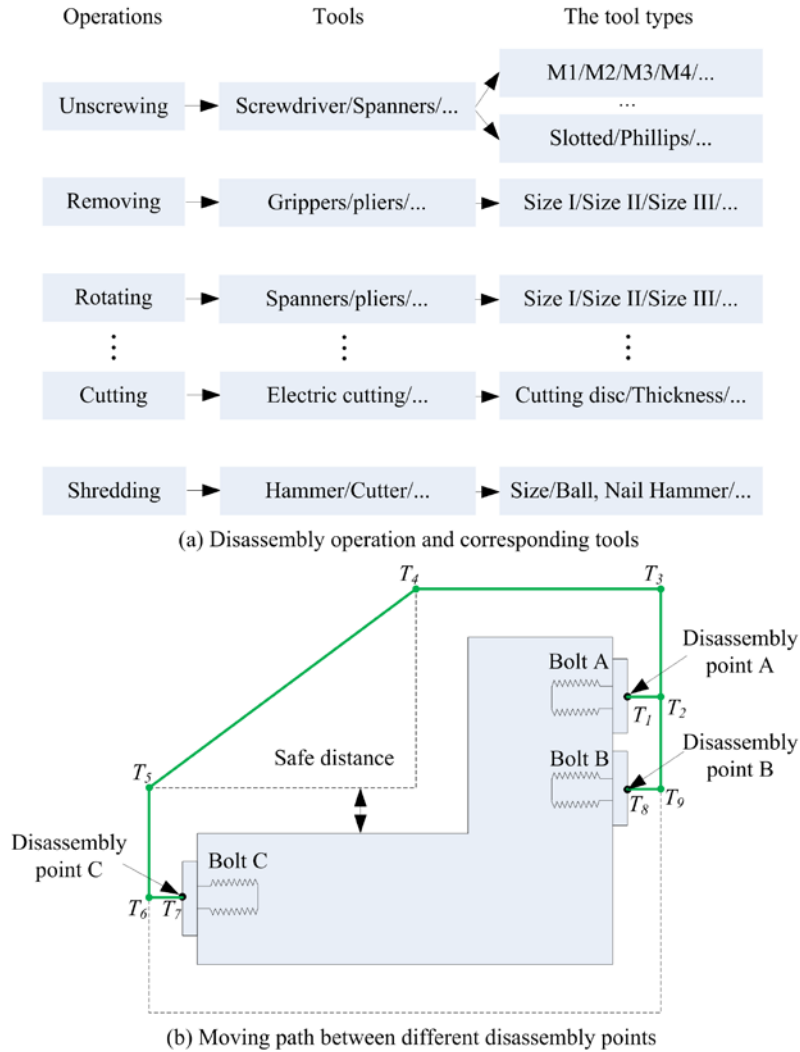 Operations Tools The tool types
M1/M2/M3/M4/...
Unscrewing Screwdriver/Spanners/... ...
Slotted/Phillips/...
Removing Grippers/pliers/... Size I/Size II/Size III/...
Rotating Spanners/pliers/... Size I/Size II/Size III/...
Cutting Electric cutting/... Cutting disc/Thickness/...
Shredding Hammer/Cutter/... Size/Ball, Nail Hammer/...
(a) Disassembly operation and corresponding tools
T4 T3
Disassembly
point A
Bolt A
T1 T2
Disassembly
point B
Safe distance
Bolt B
T5
T8 T9
Disassembly
point C
Bolt C
T6 T7
(b) Moving path between different disassembly points